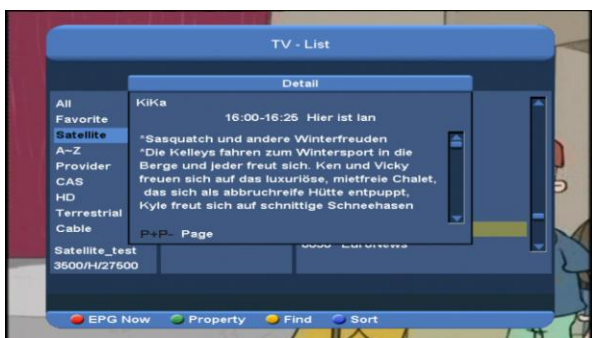 TV - List
Detail
All
Favorite
Satellite
A~Z
Provider
CAS
HD
Terrestrial
Cable
Satellite_test
3500/H/27500
KiKa
16:00-16:25 Hier ist Ian
*Sasquatch und andere Winterfreuden
*Die Kelleys fahren zum Wintersport in die
Berge und jeder freut sich. Ken und Vicky
freuen sich auf das luxuriöse, mietfreie Chalet,
das sich als abbruchreife Hütte entpuppt,
Kyle freut sich auf schnittige Schneehasen
P+P- Page
EuroNews
EPG Now
Property
Find
Sort